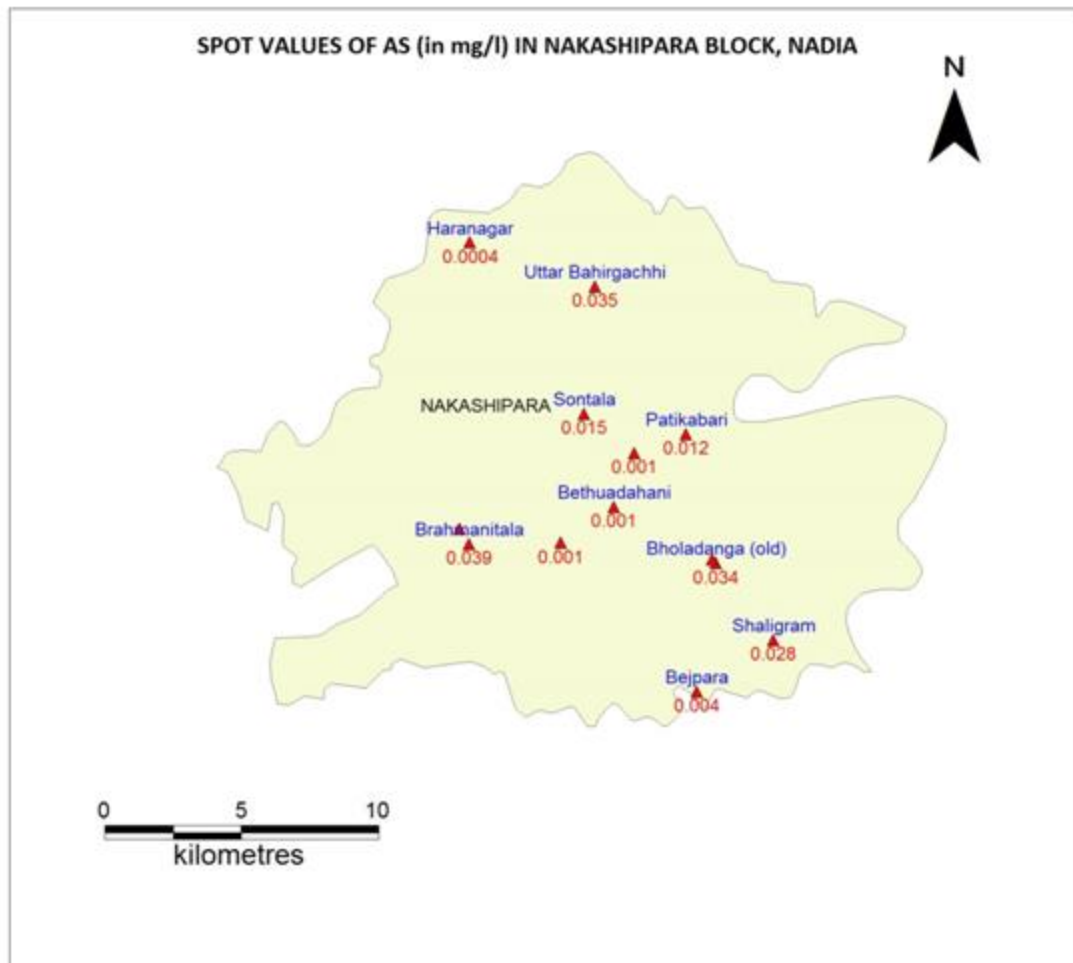 SPOT VALUES OF AS (in mg/l) IN NAKASHIPARA BLOCK, NADIA
N
Haranagar
0.0004
Uttar Bahirgachhi
0.035
NAKASHIPARA
Sontala
0.015
Patikabari
0.012
0.001
Bethuadahani
0.001
Brahmanitala
0.039
0.001
Bholadanga (old)
0.034
Shaligram
0.028
Bejpara
0.004
0 5 10
kilometres